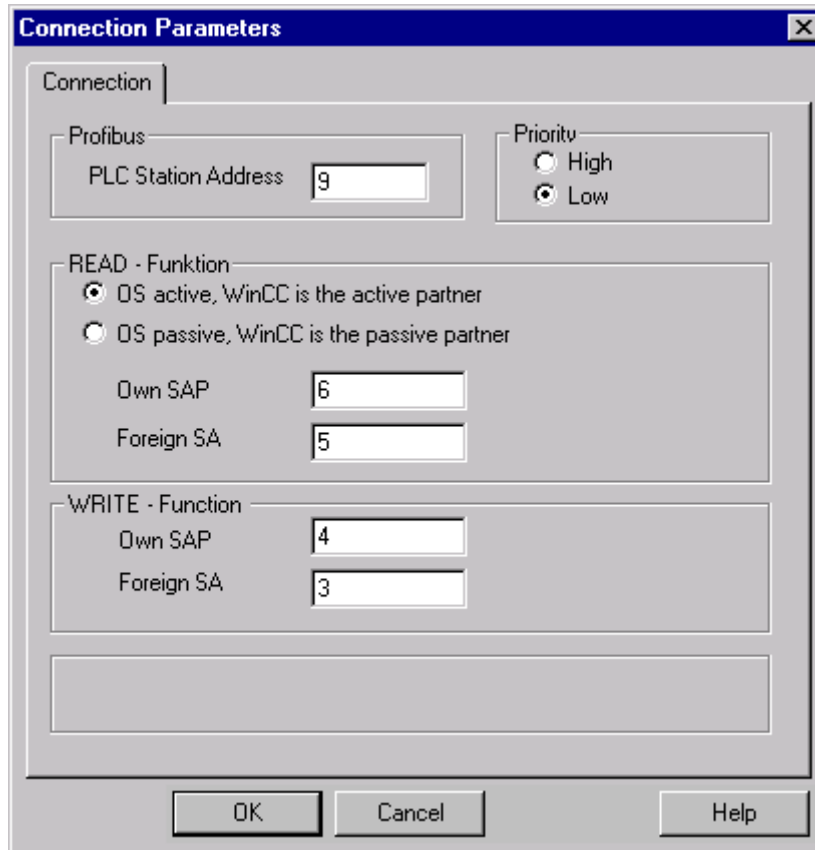 Connection Parameters
Connection
Profibus
PLC Station Address 9
Priority
High
Low
READ - Funktion
OS active, WinCC is the active partner
OS passive, WinCC is the passive partner
Own SAP 6
Foreign SA 5
WRITE - Function
Own SAP 4
Foreign SA 3
OK Cancel Help